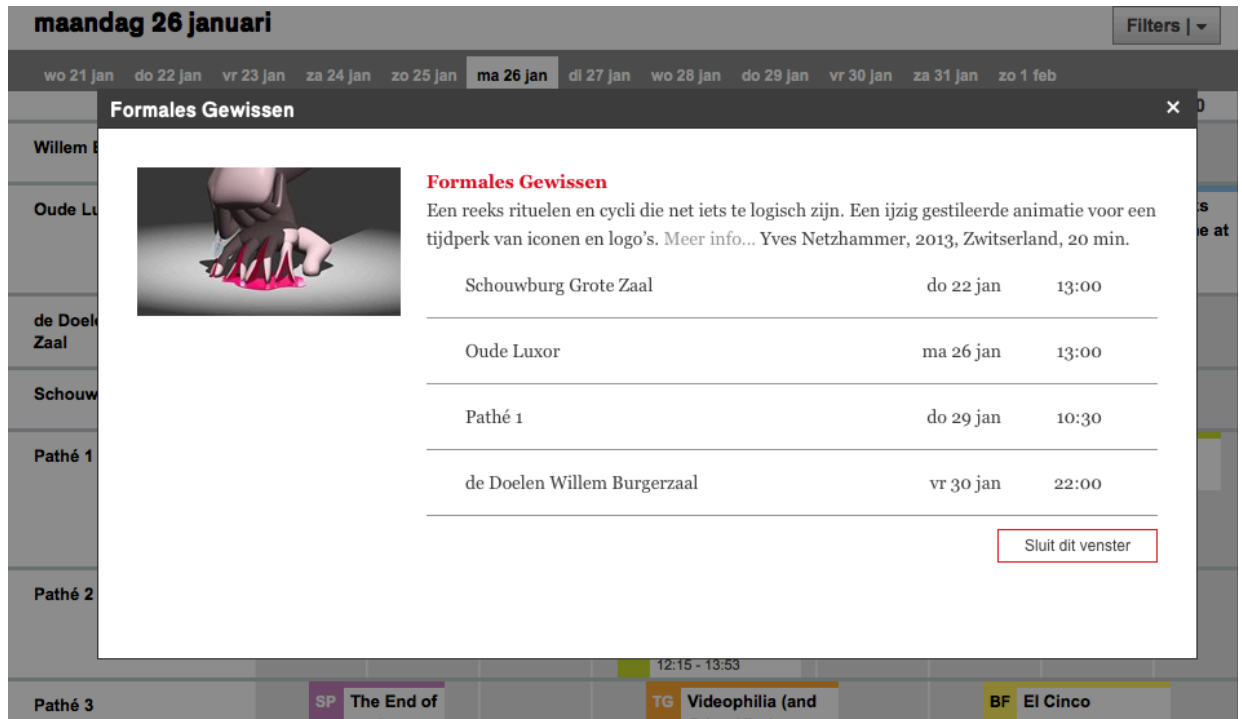 maandag 26 januari
Filters |
wo 21 jan do 22 jan vr 23 jan za 24 jan zo 25 jan ma 26 jan di 27 jan wo 28 jan do 29 jan vr 30 jan za 31 jan zo 1 feb
Formales Gewissen ×
Willem
Formales Gewissen
Oude
Een reeks rituelen en cycli die net iets te logisch zijn. Een ijzig gestileerde animatie voor een
tijdperk van iconen en logo's. Meer info... Yves Netzhammer, 2013, Zwitserland, 20 min.
at
Schouwburg Grote Zaal do 22 jan 13:00
de
Zaal
Oude Luxor ma 26 jan 13:00
Schouw
Pathé 1 do 29 jan 10:30
Pathé 1
de Doelen Willem Burgerzaal vr 30 jan 22:00
Sluit dit venster
Pathé 2
12:15 - 13:53
Pathé 3
SP The End of
TG Videophilia (and
BF El Cinco